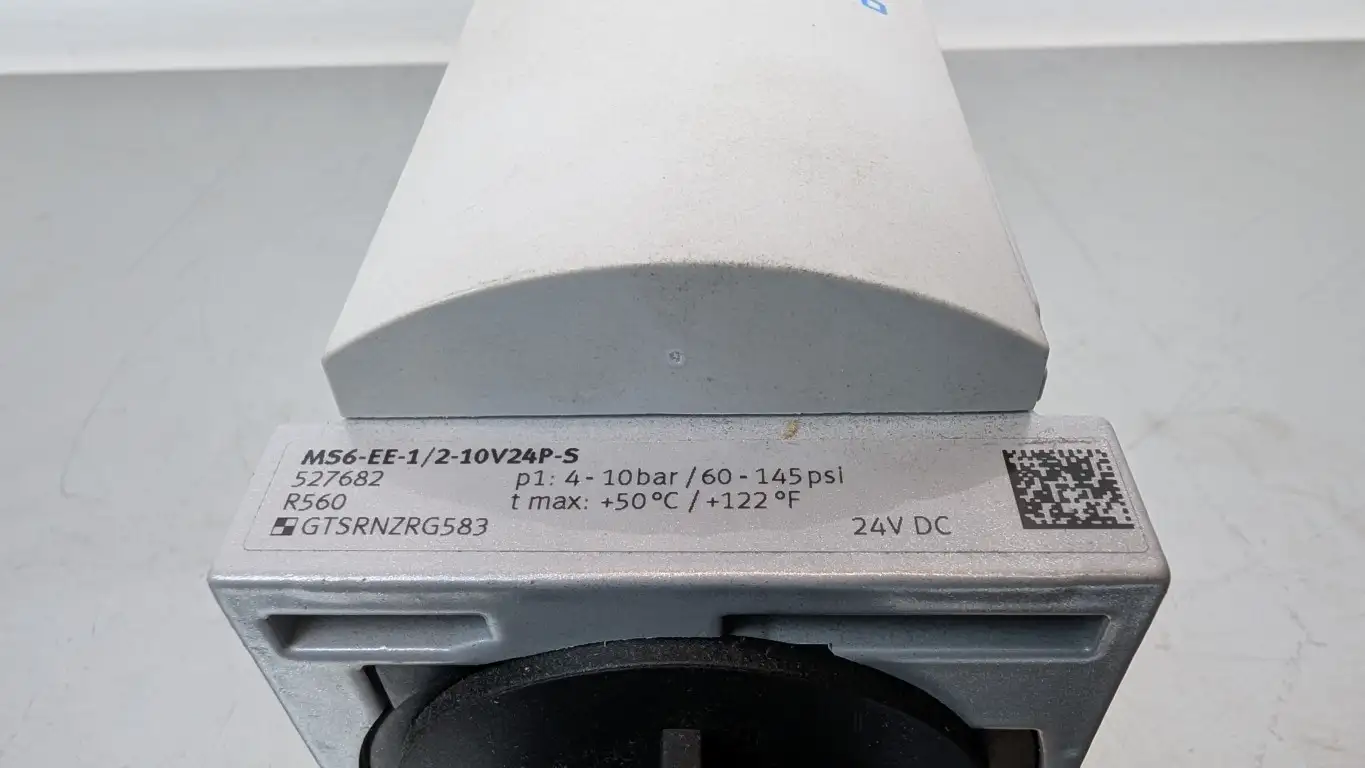 MS6-EE-1/2-10V24P-S
527682 p1: 4 - 10bar / 60 - 145psi
R560 t max: +50°C / +122°F
GTSRNZRG583 24V DC